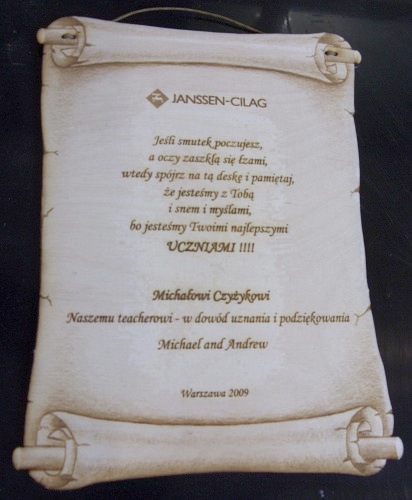 JANSSEN-CILAG
Jeśli smutek poczujesz,
a oczy zaszklą się łzami,
wtedy spójrz na tą deskę i pamiętaj,
że jesteśmy z Tobą
i snem i myślami,
bo jesteśmy Twoimi najlepszymi
UCZNIAMI !!!!
Michałowi Czyżykowi
Naszemu teacherowi - w dowód uznania i podziękowania
Michael and Andrew
Warszawa 2009